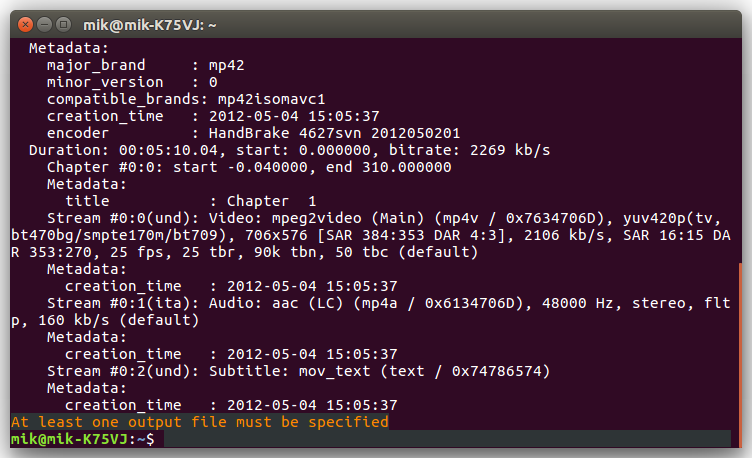 mik@mik-K75VJ: ~
  Metadata:
    major_brand     : mp42
    minor_version   : 0
    compatible_brands: mp42isomavc1
    creation_time   : 2012-05-04 15:05:37
    encoder         : HandBrake 4627svn 2012050201
  Duration: 00:05:10.04, start: 0.000000, bitrate: 2269 kb/s
    Chapter #0:0: start -0.040000, end 310.000000
    Metadata:
      title           : Chapter  1
    Stream #0:0(und): Video: mpeg2video (Main) (mp4v / 0x7634706D), yuv420p(tv,
bt470bg/smpte170m/bt709), 706x576 [SAR 384:353 DAR 4:3], 2106 kb/s, SAR 16:15 DA
R 353:270, 25 fps, 25 tbr, 90k tbn, 50 tbc (default)
    Metadata:
      creation_time   : 2012-05-04 15:05:37
    Stream #0:1(ita): Audio: aac (LC) (mp4a / 0x6134706D), 48000 Hz, stereo, flt
p, 160 kb/s (default)
    Metadata:
      creation_time   : 2012-05-04 15:05:37
    Stream #0:2(und): Subtitle: mov_text (text / 0x74786574)
    Metadata:
      creation_time   : 2012-05-04 15:05:37
At least one output file must be specified
mik@mik-K75VJ:~$